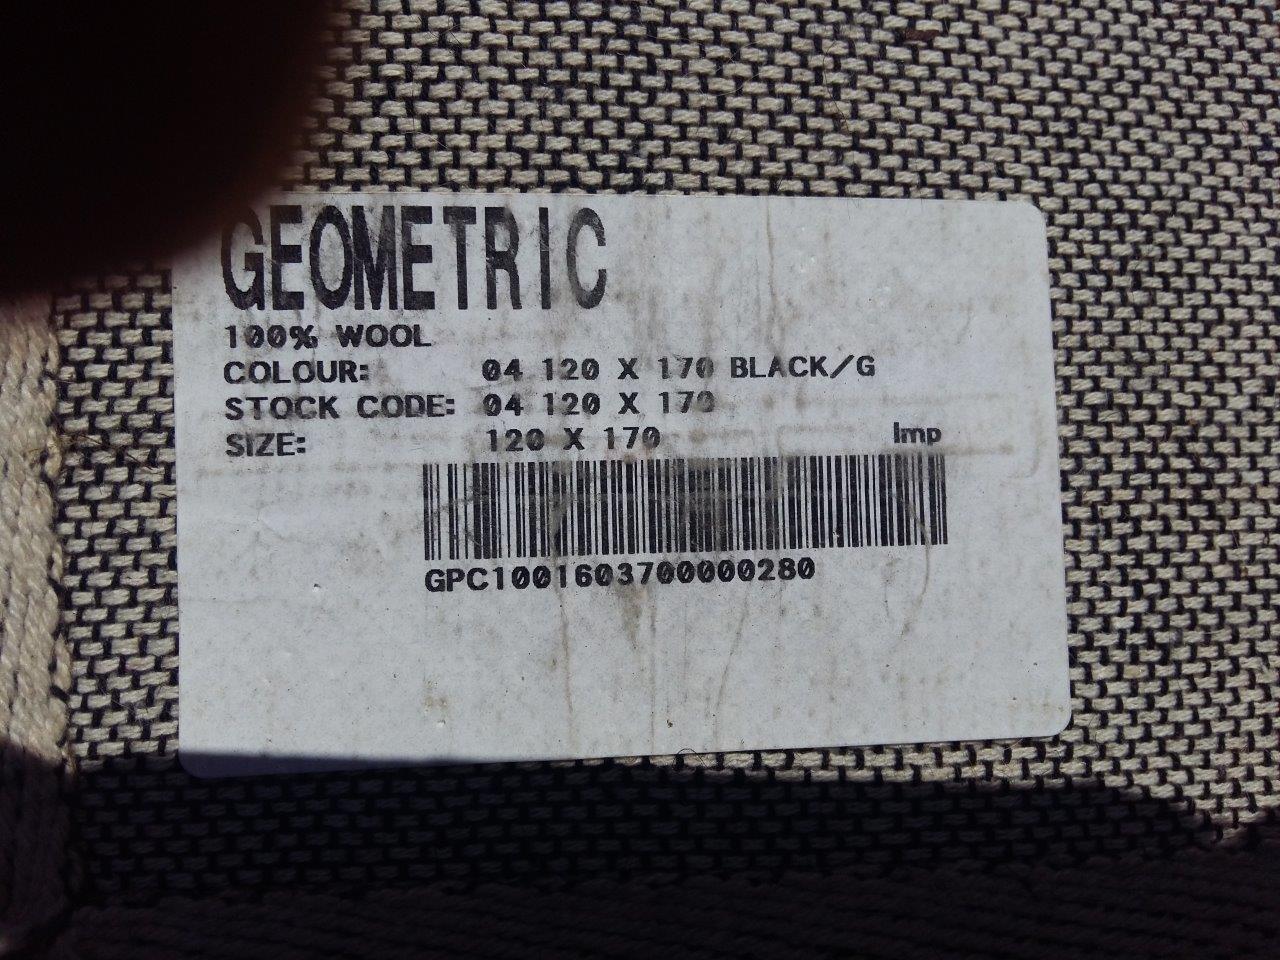 GEOMETRIC
100% WOOL
COLOUR: 04 120 X 170 BLACK/G
STOCK CODE: 04 120 X 170
SIZE: 120 X 170 Imp
GPC1001603700000280